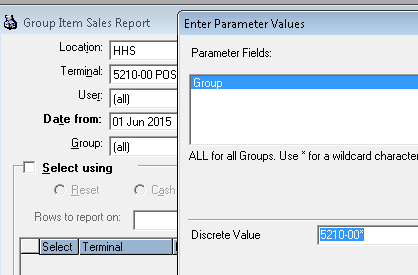 Group Item Sales Report
Location: HHS
Terminal: 5210-00 POS
User: (all)
Date from: 01 Jun 2015
Group: (all)
Select using
Reset Cash
Rows to report on:
Select Terminal
Enter Parameter Values
Parameter Fields:
Group
ALL for all Groups. Use * for a wildcard character
Discrete Value 5210-00*